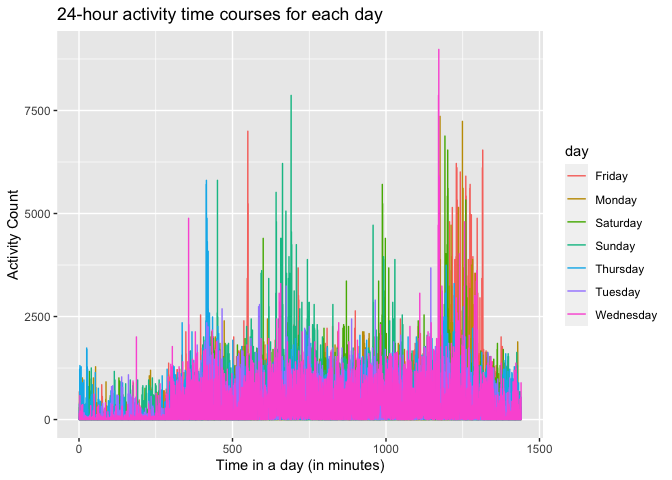 24-hour activity time courses for each day
7500
5000
2500
0
Activity Count
0 500 1000 1500
Time in a day (in minutes)
day
Friday
Monday
Saturday
Sunday
Thursday
Tuesday
Wednesday